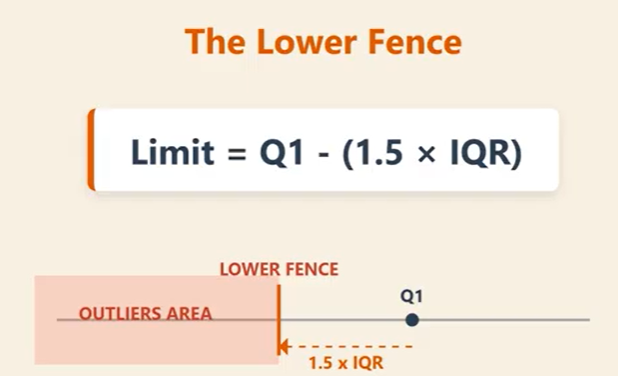 The Lower Fence
Limit = Q1 - (1.5 × IQR)
LOWER FENCE
Q1
OUTLIERS AREA
1.5 x IQR